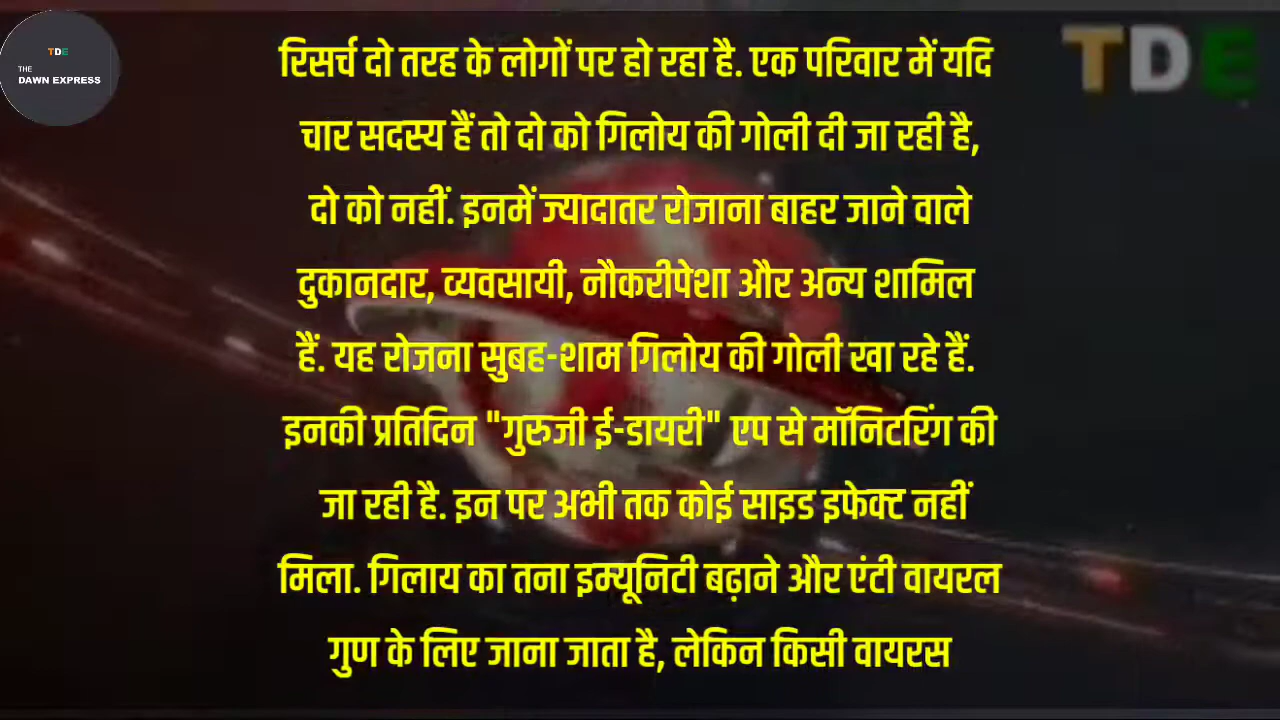 TDE
THE
DAWN EXPRESS
TDE
रिसर्च दो तरह के लोगों पर हो रहा है. एक परिवार में यदि
चार सदस्य हैं तो दो को गिलोय की गोली दी जा रही है,
दो को नहीं. इनमें ज्यादातर रोजाना बाहर जाने वाले
दुकानदार, व्यवसायी, नौकरीपेशा और अन्य शामिल
हैं. यह रोजना सुबह-शाम गिलोय की गोली खा रहे हैं.
इनकी प्रतिदिन "गुरुजी ई-डायरी" एप से मॉनिटरिंग की
जा रही है. इन पर अभी तक कोई साइड इफेक्ट नहीं
मिला. गिलाय का तना इम्यूनिटी बढ़ाने और एंटी वायरल
गुण के लिए जाना जाता है, लेकिन किसी वायरस